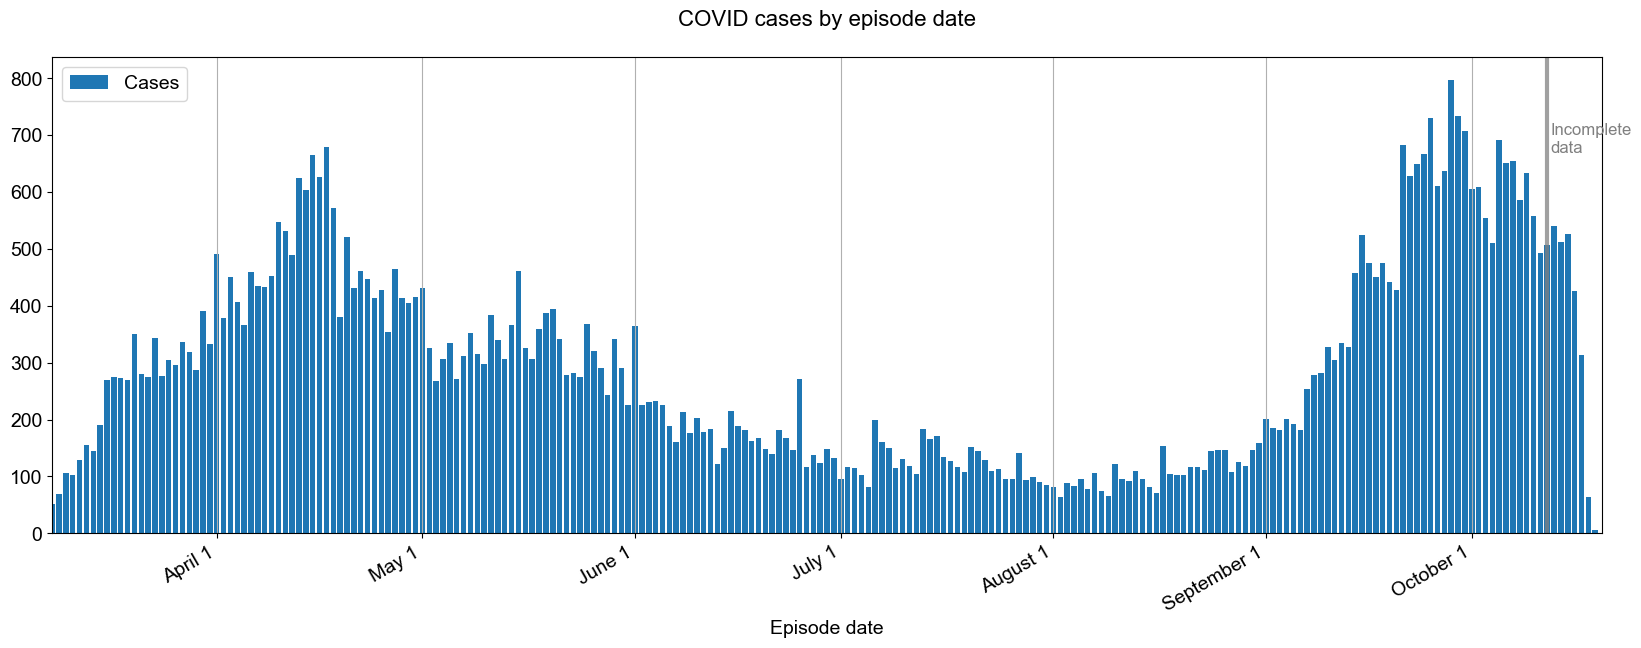 COVID cases by episode date
Cases
800
700
600
500
400
300
200
100
0
Incomplete
data
April 1
May 1
June 1
July 1
August 1
September 1
October 1
Episode date